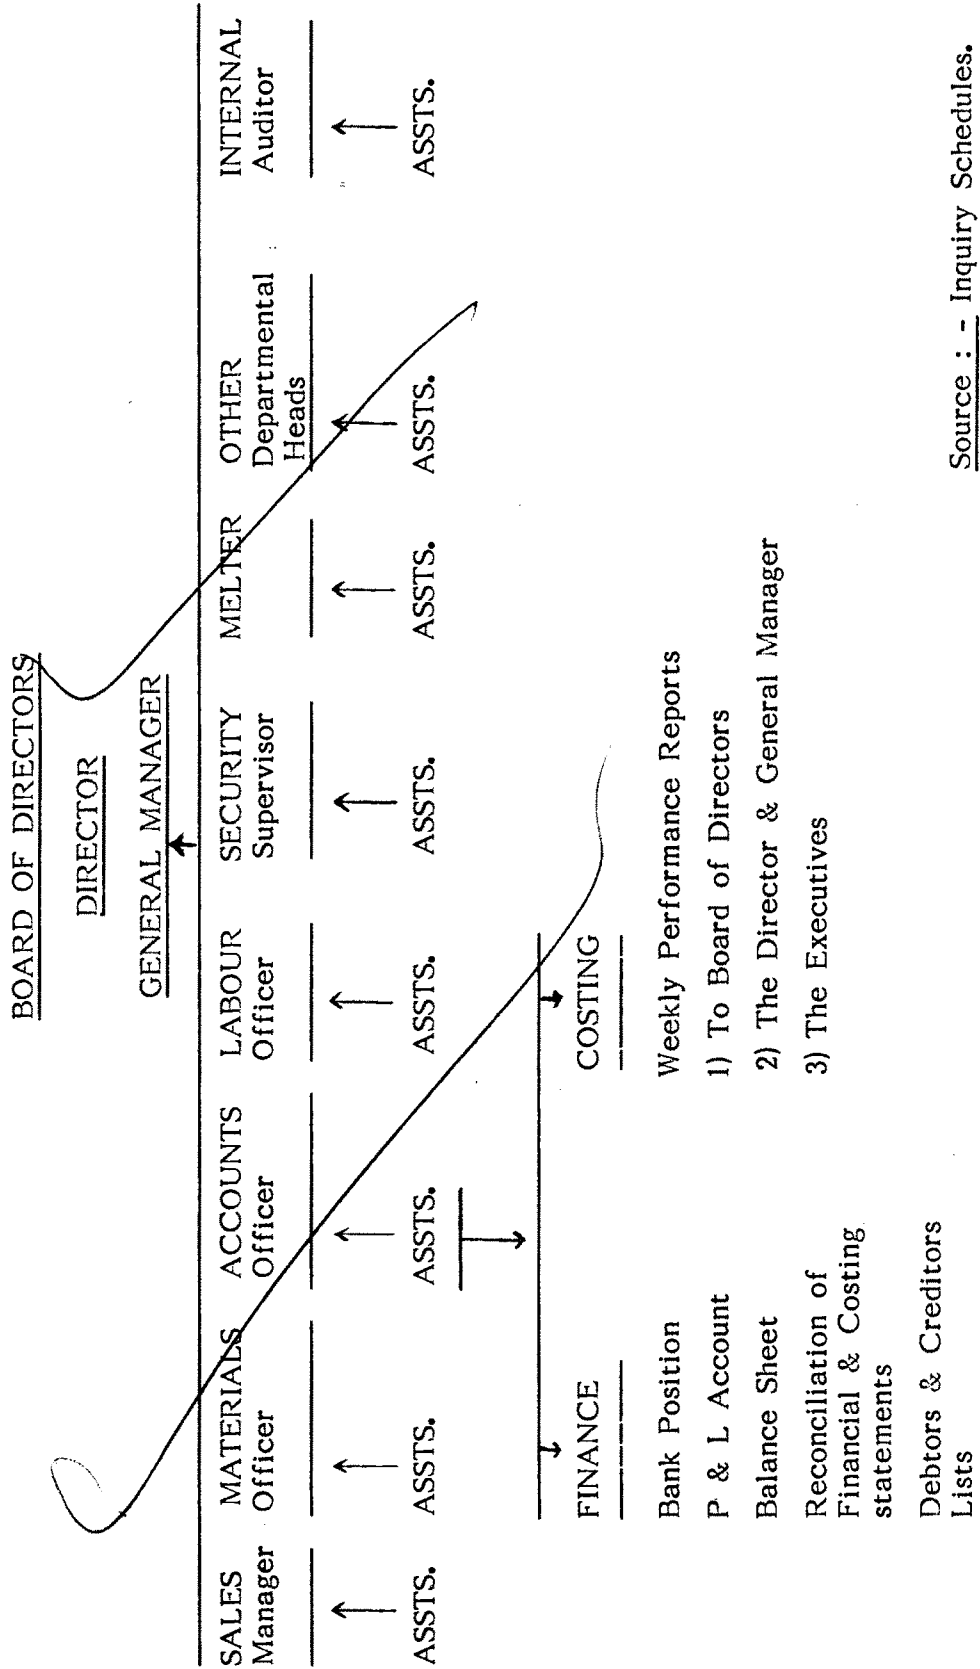 BOARD OF DIRECTORS
DIRECTOR
GENERAL MANAGER
SALES
Manager
MATERIALS
Officer
ACCOUNTS
Officer
LABOUR
Officer
SECURITY
Supervisor
MELTER
OTHER
Departmental
Heads
INTERNAL
Auditor
ASSTS.
ASSTS.
ASSTS.
ASSTS.
ASSTS.
ASSTS.
ASSTS.
ASSTS.
FINANCE
Bank Position
P & L Account
Balance Sheet
Reconciliation of
Financial & Costing
statements
Debtors & Creditors
Lists
COSTING
Weekly Performance Reports
1) To Board of Directors
2) The Director & General Manager
3) The Executives
Source : - Inquiry Schedules.